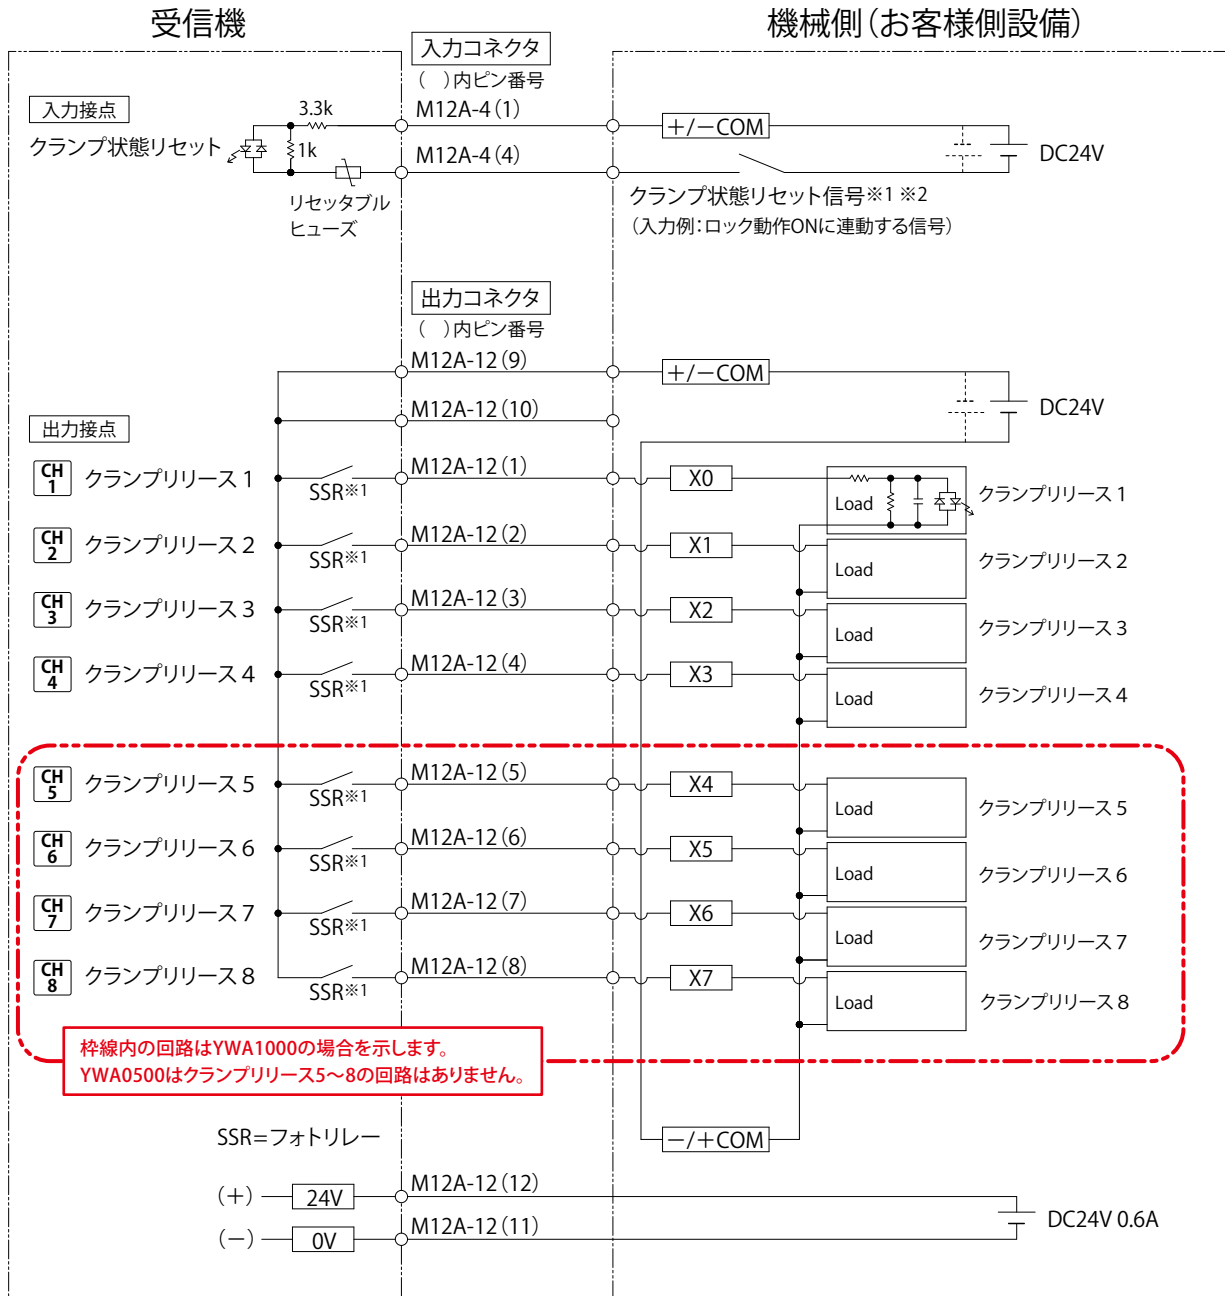 受信機
機械側（お客様側設備）
入力コネクタ
（　）内ピン番号
入力接点
3.3k
M12A-4（1）
＋/－COM
クランプ状態リセット
1k
M12A-4（4）
DC24V
リセッタブル
ヒューズ
クランプ状態リセット信号※1 ※2
（入力例：ロック動作ONに連動する信号）
出力コネクタ
（　）内ピン番号
M12A-12（9）
＋/－COM
M12A-12（10）
DC24V
出力接点
CH
1
クランプリリース 1
SSR※1
M12A-12（1）
X0
Load
クランプリリース 1
CH
2
クランプリリース 2
SSR※1
M12A-12（2）
X1
Load
クランプリリース 2
CH
3
クランプリリース 3
SSR※1
M12A-12（3）
X2
Load
クランプリリース 3
CH
4
クランプリリース 4
SSR※1
M12A-12（4）
X3
Load
クランプリリース 4
CH
5
クランプリリース 5
SSR※1
M12A-12（5）
X4
Load
クランプリリース 5
CH
6
クランプリリース 6
SSR※1
M12A-12（6）
X5
Load
クランプリリース 6
CH
7
クランプリリース 7
SSR※1
M12A-12（7）
X6
Load
クランプリリース 7
CH
8
クランプリリース 8
SSR※1
M12A-12（8）
X7
Load
クランプリリース 8
枠線内の回路はYWA1000の場合を示します。
YWA0500はクランプリリース5～8の回路はありません。
SSR＝フォトリレー
－/＋COM
（＋）
24V
M12A-12（12）
（－）
0V
M12A-12（11）
DC24V 0.6A